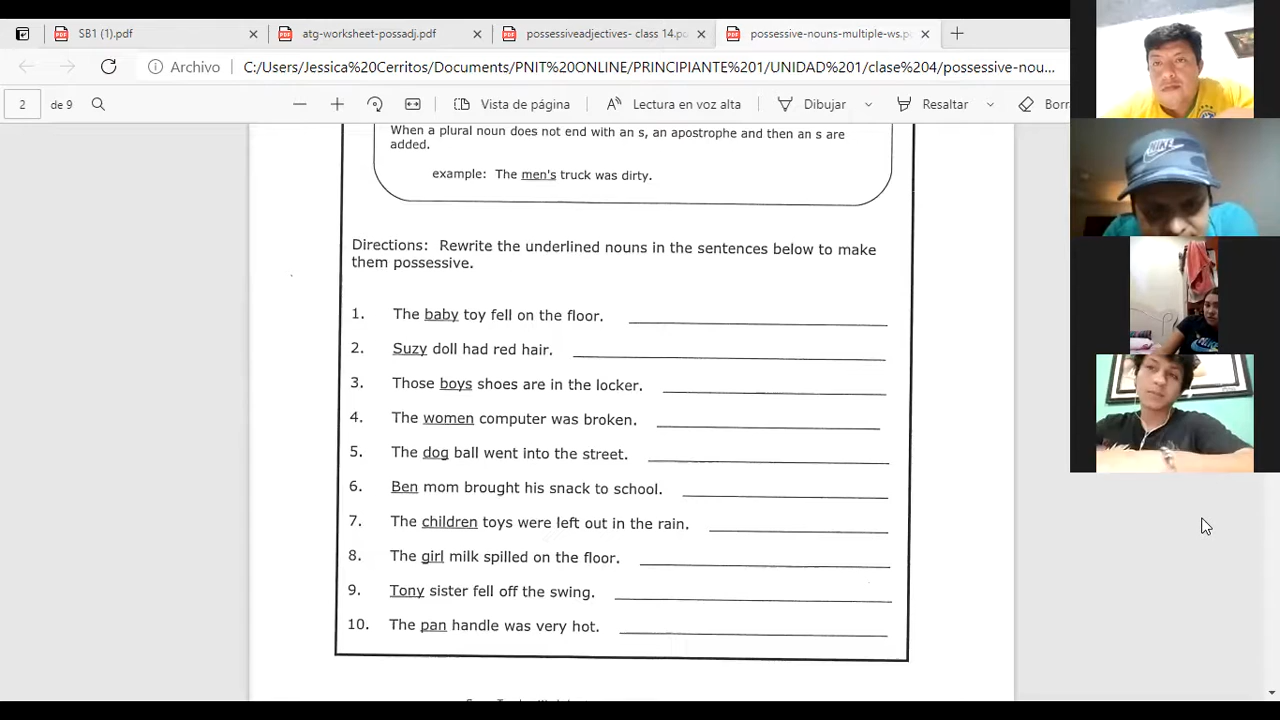 SB1 (1).pdf
atg-worksheet-possadj.pdf
possessiveadjectives- class 14.pd
possessive-nouns-multiple-ws.p
Archivo
C:/Users/Jessica%20Cerritos/Documents/PNIT%20ONLINE/PRINCIPIANTE%201/UNIDAD%201/clase%204/possessive-nou...
2 de 9
Vista de página
Lectura en voz alta
Dibujar
Resaltar
Borr
When a plural noun does not end with an s, an apostrophe and then an s are
added.
example: The men's truck was dirty.
Directions: Rewrite the underlined nouns in the sentences below to make
them possessive.
1. The baby toy fell on the floor.
2. Suzy doll had red hair.
3. Those boys shoes are in the locker.
4. The women computer was broken.
5. The dog ball went into the street.
6. Ben mom brought his snack to school.
7. The children toys were left out in the rain.
8. The girl milk spilled on the floor.
9. Tony sister fell off the swing.
10. The pan handle was very hot.
NIKE
NIKE